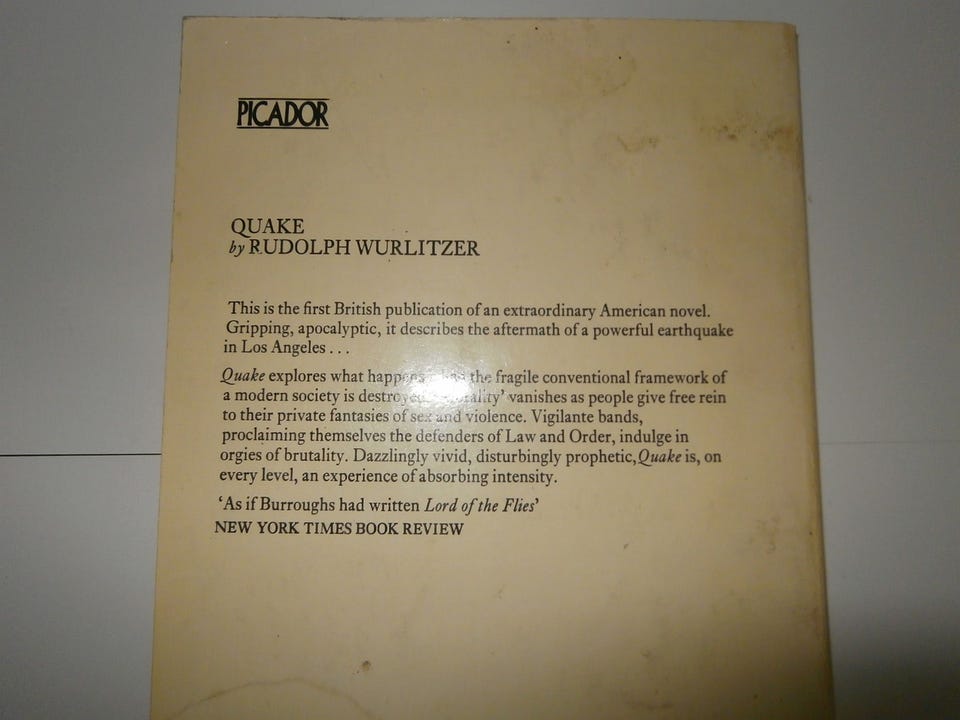 PICADOR
QUAKE
by RUDOLPH WURLITZER
This is the first British publication of an extraordinary American novel.
Gripping, apocalyptic, it describes the aftermath of a powerful earthquake
in Los Angeles . . .
Quake explores what happens when the fragile conventional framework of
a modern society is destroyed. vanishes as people give free rein
to their private fantasies of sex and violence. Vigilante bands,
proclaiming themselves the defenders of Law and Order, indulge in
orgies of brutality. Dazzlingly vivid, disturbingly prophetic, Quake is, on
every level, an experience of absorbing intensity.
‘As if Burroughs had written Lord of the Flies’
NEW YORK TIMES BOOK REVIEW